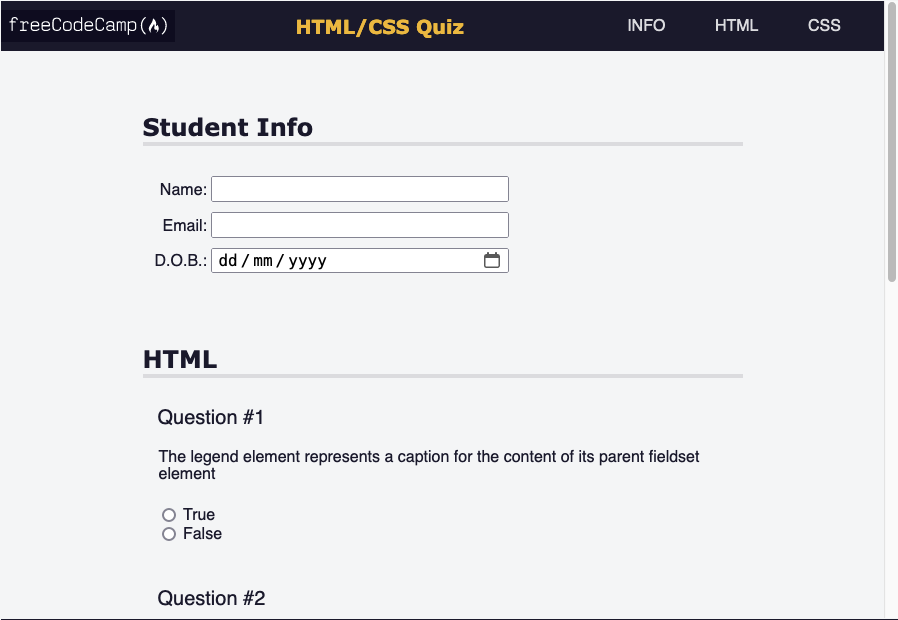 freeCodeCamp(🔥)
HTML/CSS Quiz
INFO
HTML
CSS
Student Info
Name:
Email:
D.O.B.: dd/mm/yyyy
HTML
Question #1
The legend element represents a caption for the content of its parent fieldset
element
True
False
Question #2